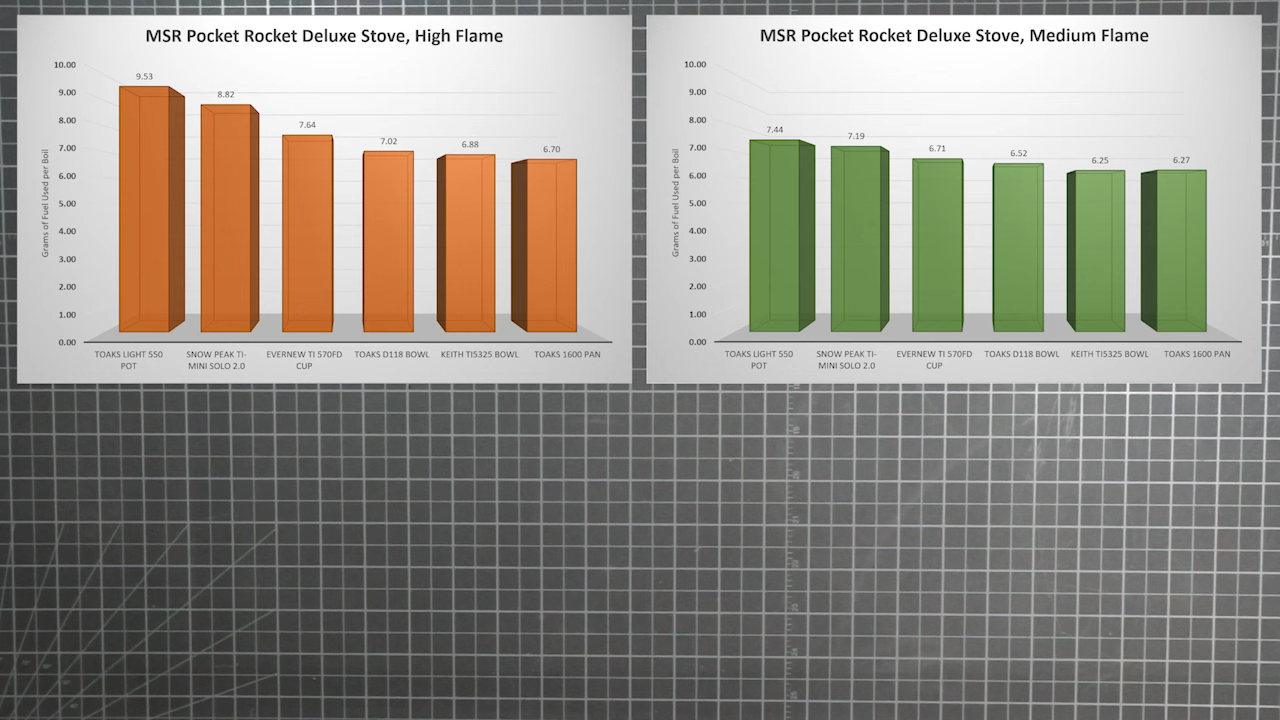 MSR Pocket Rocket Deluxe Stove, High Flame
10.00
9.00
8.00
7.00
6.00
5.00
4.00
3.00
2.00
1.00
0.00
Grams of Fuel Used per Boil
9.53
8.82
7.64
7.02
6.88
6.70
TOAKS LIGHT 550
POT
SNOW PEAK TI-
MINI SOLO 2.0
EVERNEW TI 570FD
CUP
TOAKS D118 BOWL
KEITH TI5325 BOWL
TOAKS 1600 PAN
MSR Pocket Rocket Deluxe Stove, Medium Flame
10.00
9.00
8.00
7.00
6.00
5.00
4.00
3.00
2.00
1.00
0.00
Grams of Fuel Used per Boil
7.44
7.19
6.71
6.52
6.25
6.27
TOAKS LIGHT 550
POT
SNOW PEAK TI-
MINI SOLO 2.0
EVERNEW TI 570FD
CUP
TOAKS D118 BOWL
KEITH TI5325 BOWL
TOAKS 1600 PAN